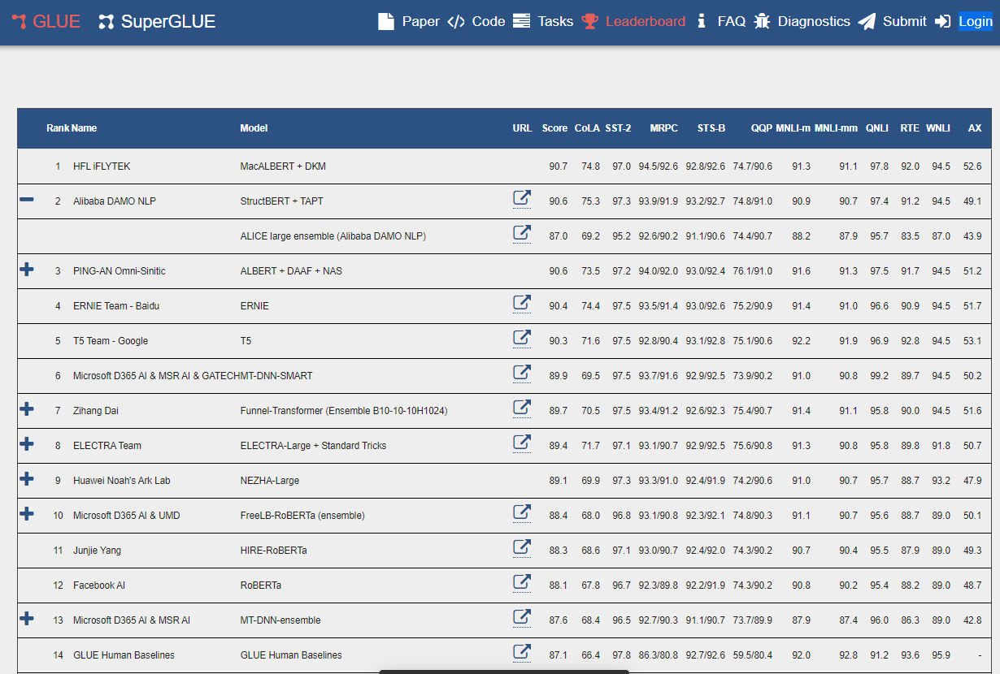 GLUE SuperGLUE Paper </> Code Tasks Leaderboard FAQ Diagnostics Submit Login
Rank Name Model URL Score CoLA SST-2 MRPC STS-B QQP MNLI-m MNLI-mm QNLI RTE WNLI AX
1 HFL iFLYTEK MacALBERT + DKM 90.7 74.8 97.0 94.5/92.6 92.8/92.6 74.7/90.6 91.3 91.1 97.8 92.0 94.5 52.6
2 Alibaba DAMO NLP StructBERT + TAPT 90.6 75.3 97.3 93.9/91.9 93.2/92.7 74.8/91.0 90.9 90.7 97.4 91.2 94.5 49.1
ALICE large ensemble (Alibaba DAMO NLP) 87.0 69.2 95.2 92.6/90.2 91.1/90.6 74.4/90.7 88.2 87.9 95.7 83.5 87.0 43.9
3 PING-AN Omni-Sinitic ALBERT + DAAF + NAS 90.6 73.5 97.2 94.0/92.0 93.0/92.4 76.1/91.0 91.6 91.3 97.5 91.7 94.5 51.2
4 ERNIE Team - Baidu ERNIE 90.4 74.4 97.5 93.5/91.4 93.0/92.6 75.2/90.9 91.4 91.0 96.6 90.9 94.5 51.7
5 T5 Team - Google T5 90.3 71.6 97.5 92.8/90.4 93.1/92.8 75.1/90.6 92.2 91.9 96.9 92.8 94.5 53.1
6 Microsoft D365 AI & MSR AI & GATECHMT-DNN-SMART 89.9 69.5 97.5 93.7/91.6 92.9/92.5 73.9/90.2 91.0 90.8 99.2 89.7 94.5 50.2
7 Zihang Dai Funnel-Transformer (Ensemble B10-10-10H1024) 89.7 70.5 97.5 93.4/91.2 92.6/92.3 75.4/90.7 91.4 91.1 95.8 90.0 94.5 51.6
8 ELECTRA Team ELECTRA-Large + Standard Tricks 89.4 71.7 97.1 93.1/90.7 92.9/92.5 75.6/90.8 91.3 90.8 95.8 89.8 91.8 50.7
9 Huawei Noah's Ark Lab NEZHA-Large 89.1 69.9 97.3 93.3/91.0 92.4/91.9 74.2/90.6 91.0 90.7 95.7 88.7 93.2 47.9
10 Microsoft D365 AI & UMD FreeLB-RoBERTa (ensemble) 88.4 68.0 96.8 93.1/90.8 92.3/92.1 74.8/90.3 91.1 90.7 95.6 88.7 89.0 50.1
11 Junjie Yang HIRE-RoBERTa 88.3 68.6 97.1 93.0/90.7 92.4/92.0 74.3/90.2 90.7 90.4 95.5 87.9 89.0 49.3
12 Facebook AI RoBERTa 88.1 67.8 96.7 92.3/89.8 92.2/91.9 74.3/90.2 90.8 90.2 95.4 88.2 89.0 48.7
13 Microsoft D365 AI & MSR AI MT-DNN-ensemble 87.6 68.4 96.5 92.7/90.3 91.1/90.7 73.7/89.9 87.9 87.4 96.0 86.3 89.0 42.8
14 GLUE Human Baselines GLUE Human Baselines 87.1 66.4 97.8 86.3/80.8 92.7/92.6 59.5/80.4 92.0 92.8 91.2 93.6 95.9 -